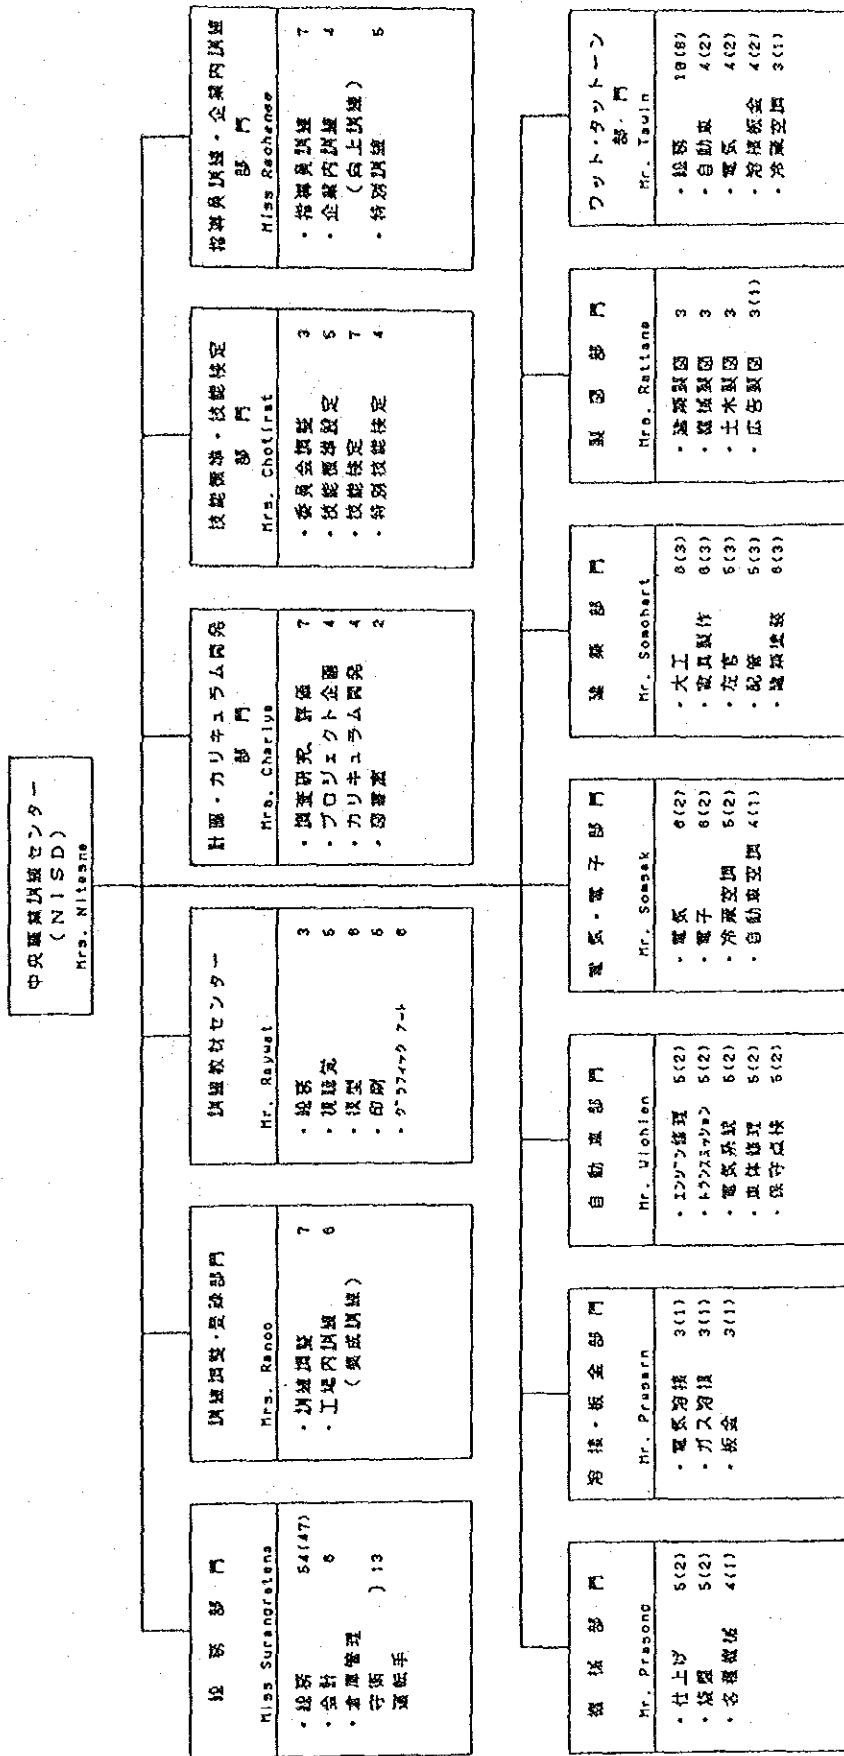 中央職業訓練センター
(NISD)
Mrs. Nitasna
総務部門
Miss Surangratana
・総務 54(47)
・会計 6
・倉庫管理
守衛 ) 13
運転手
訓練調整・登録部門
Mrs. Ranoo
・訓練調整 7
・工場内訓練 6
(養成訓練)
訓練教材センター
Mr. Raywat
・総務 3
・視聴覚 5
・模型 6
・印刷 5
・グラフィックアート 6
計画・カリキュラム開発
部門
Mrs. Chariya
・調査研究、評価 7
・プロジェクト企画 4
・カリキュラム開発 4
・図書室 2
技能標準・技能検定
部門
Mrs. Chotirat
・委員会調整 3
・技能標準設定 5
・技能検定 7
・特別技能検定 4
指導員訓練・企業内訓練
部門
Miss Rachanee
・指導員訓練 7
・企業内訓練 4
(向上訓練)
・特別訓練 5
機械部門
Mr. Prasong
・仕上げ 5(2)
・旋盤 5(2)
・各種機械 4(1)
溶接・板金部門
Mr. Prasarn
・電気溶接 3(1)
・ガス溶接 3(1)
・板金 3(1)
自動車部門
Mr. Wichien
・エンジン修理 5(2)
・トランスミッション 5(2)
・電気系統 5(2)
・車体修理 5(2)
・保守点検 5(2)
電気・電子部門
Mr. Somsak
・電気 6(2)
・電子 6(2)
・冷蔵空調 5(2)
・自動車空調 4(1)
建築部門
Mr. Somchart
・大工 6(3)
・家具製作 6(3)
・左官 5(3)
・配管 5(3)
・建築塗装 6(3)
製図部門
Mrs. Rattana
・建築製図 3
・機械製図 3
・土木製図 3
・広告製図 3(1)
ワット・タットトーン
部門
Mr. Tawin
・総務 10(8)
・自動車 4(2)
・電気 4(2)
・溶接板金 4(2)
・冷蔵空調 3(1)